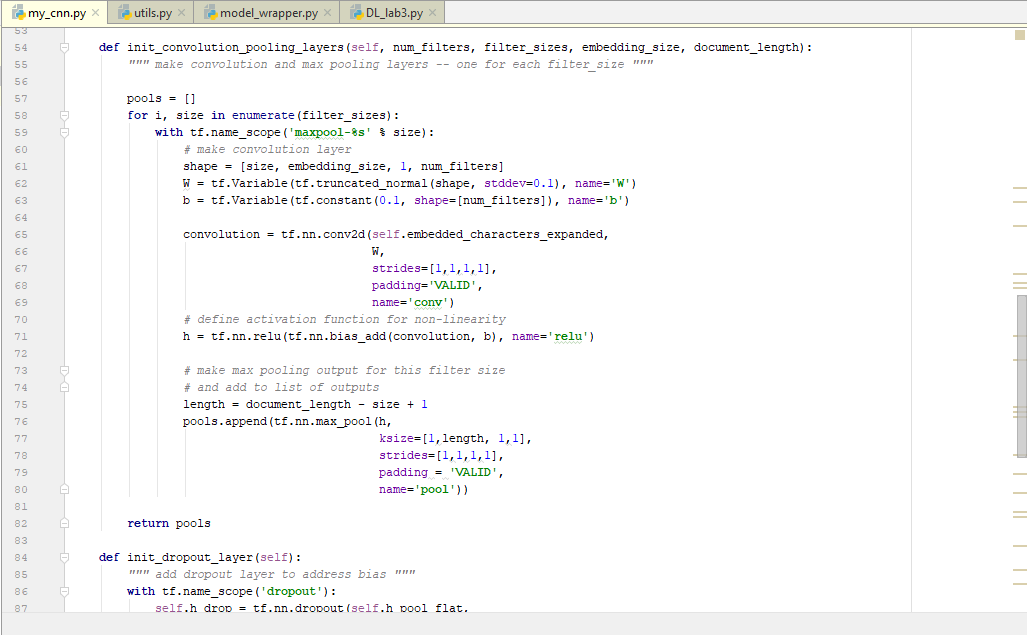 my_cnn.py utils.py model_wrapper.py DL_lab3.py
53
54 def init_convolution_pooling_layers(self, num_filters, filter_sizes, embedding_size, document_length):
55 """ make convolution and max pooling layers -- one for each filter_size """
56
57 pools = []
58 for i, size in enumerate(filter_sizes):
59 with tf.name_scope('maxpool-%s' % size):
60 # make convolution layer
61 shape = [size, embedding_size, 1, num_filters]
62 W = tf.Variable(tf.truncated_normal(shape, stddev=0.1), name='W')
63 b = tf.Variable(tf.constant(0.1, shape=[num_filters]), name='b')
64
65 convolution = tf.nn.conv2d(self.embedded_characters_expanded,
66 W,
67 strides=[1,1,1,1],
68 padding='VALID',
69 name='conv')
70 # define activation function for non-linearity
71 h = tf.nn.relu(tf.nn.bias_add(convolution, b), name='relu')
72
73 # make max pooling output for this filter size
74 # and add to list of outputs
75 length = document_length - size + 1
76 pools.append(tf.nn.max_pool(h,
77 ksize=[1,length, 1,1],
78 strides=[1,1,1,1],
79 padding = 'VALID',
80 name='pool'))
81
82 return pools
83
84 def init_dropout_layer(self):
85 """ add dropout layer to address bias """
86 with tf.name_scope('dropout'):
87 self.h_drop = tf.nn.dropout(self.h_pool_flat,